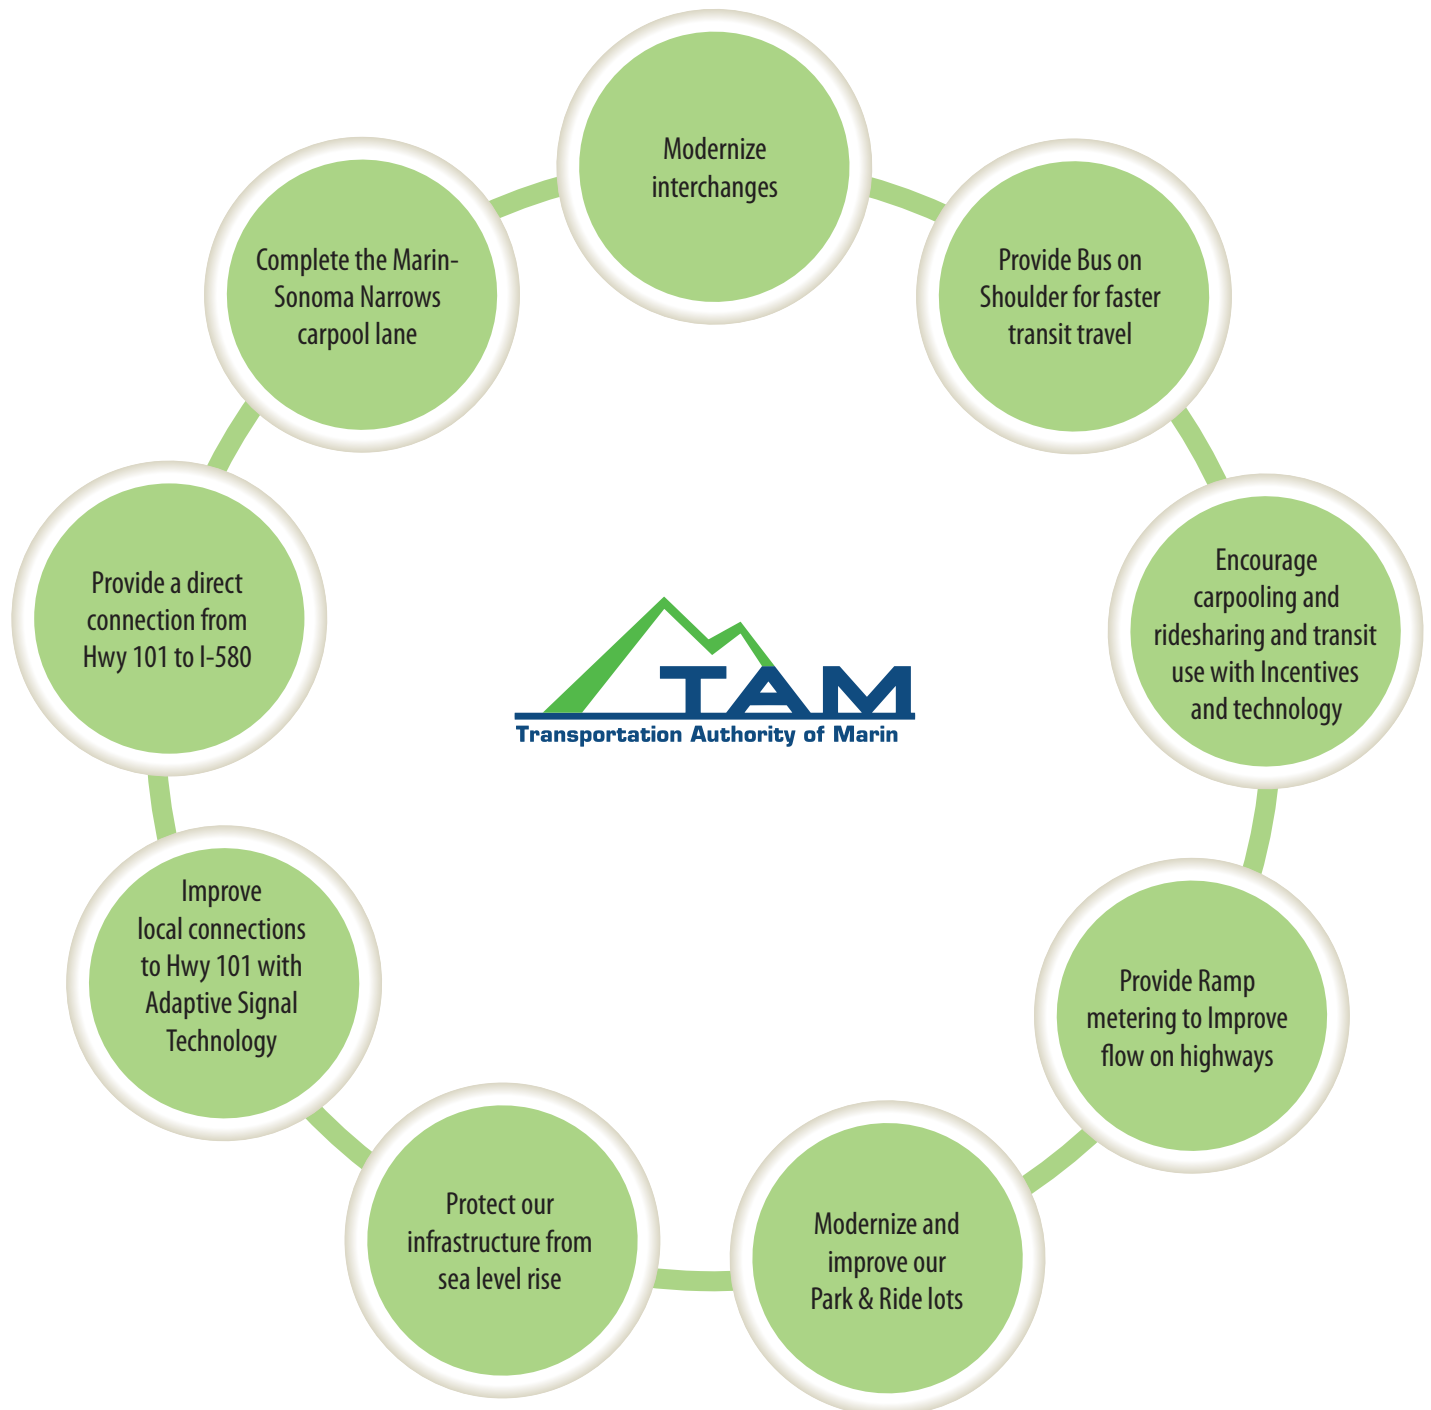 Modernize
interchanges
Provide Bus on
Shoulder for faster
transit travel
Encourage
carpooling and
ridesharing and transit
use with Incentives
and technology
Provide Ramp
metering to Improve
flow on highways
Modernize and
improve our
Park & Ride lots
Protect our
infrastructure from
sea level rise
Improve
local connections
to Hwy 101 with
Adaptive Signal
Technology
Provide a direct
connection from
Hwy 101 to I-580
Complete the Marin-
Sonoma Narrows
carpool lane
TAM
Transportation Authority of Marin